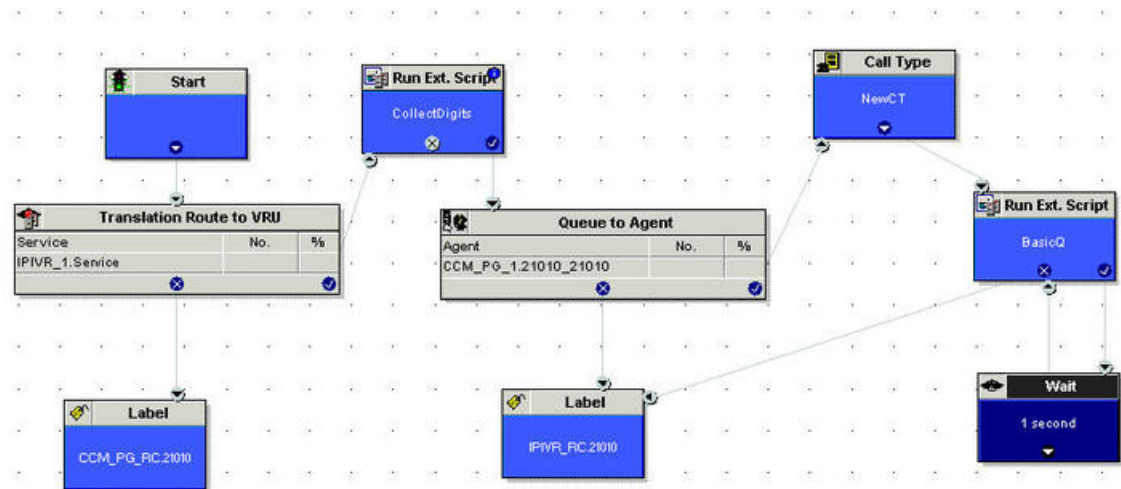 Start
Run Ext. Script
CollectDigits
Call Type
NewCT
Translation Route to VRU
Service No. %
IPIVR_1.Service
Queue to Agent
Agent No. %
CCM_PG_1.21010_21010
Run Ext. Script
BasicQ
Label
CCM_PG_RC.21010
Label
IPIVR_RC.21010
Wait
1 second